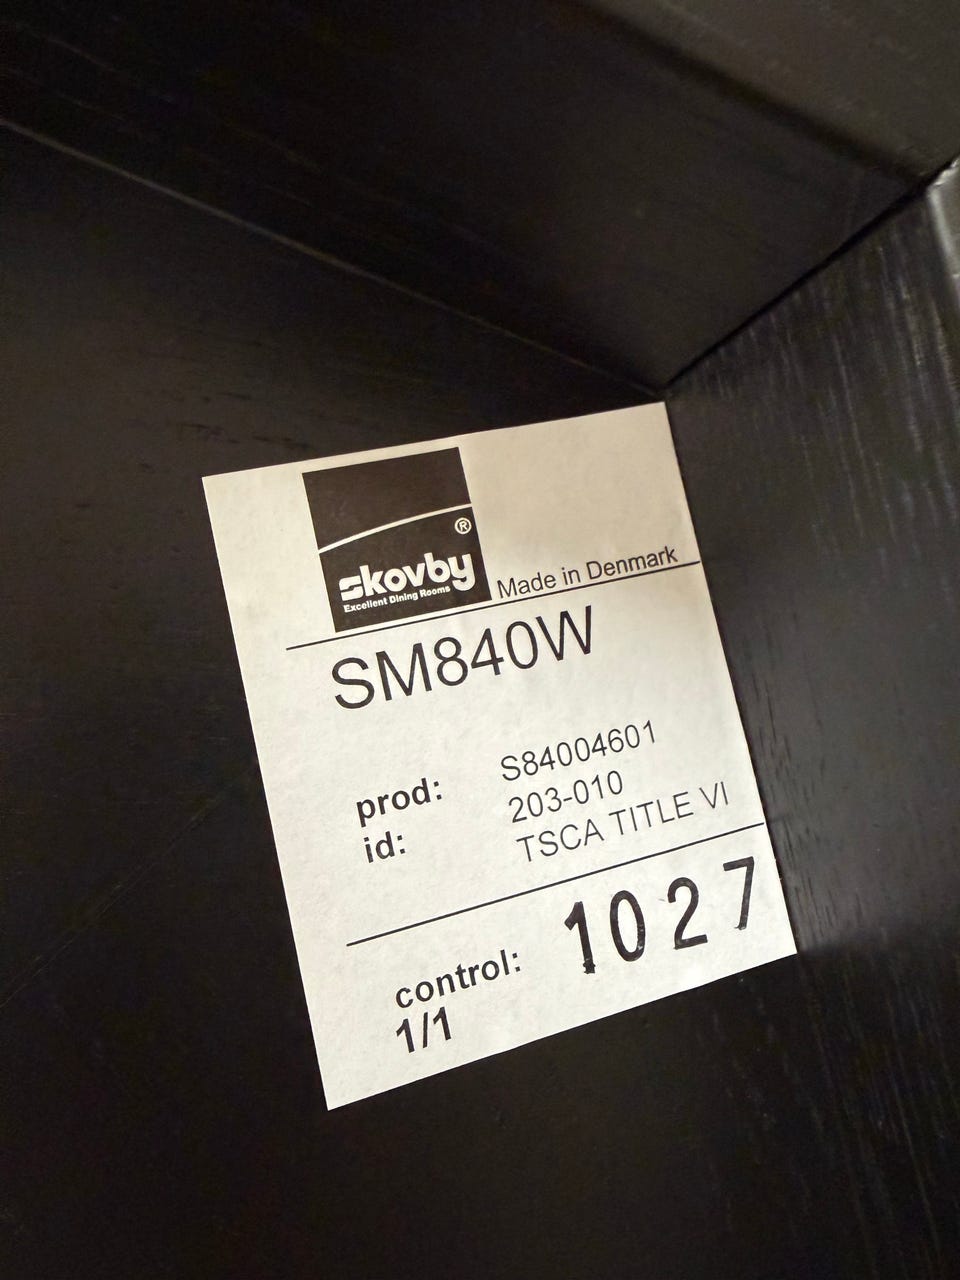 skovby®
Excellent Dining Rooms
Made in Denmark
SM840W
prod: S84004601
id: 203-010
TSCA TITLE VI
control: 1027
1/1